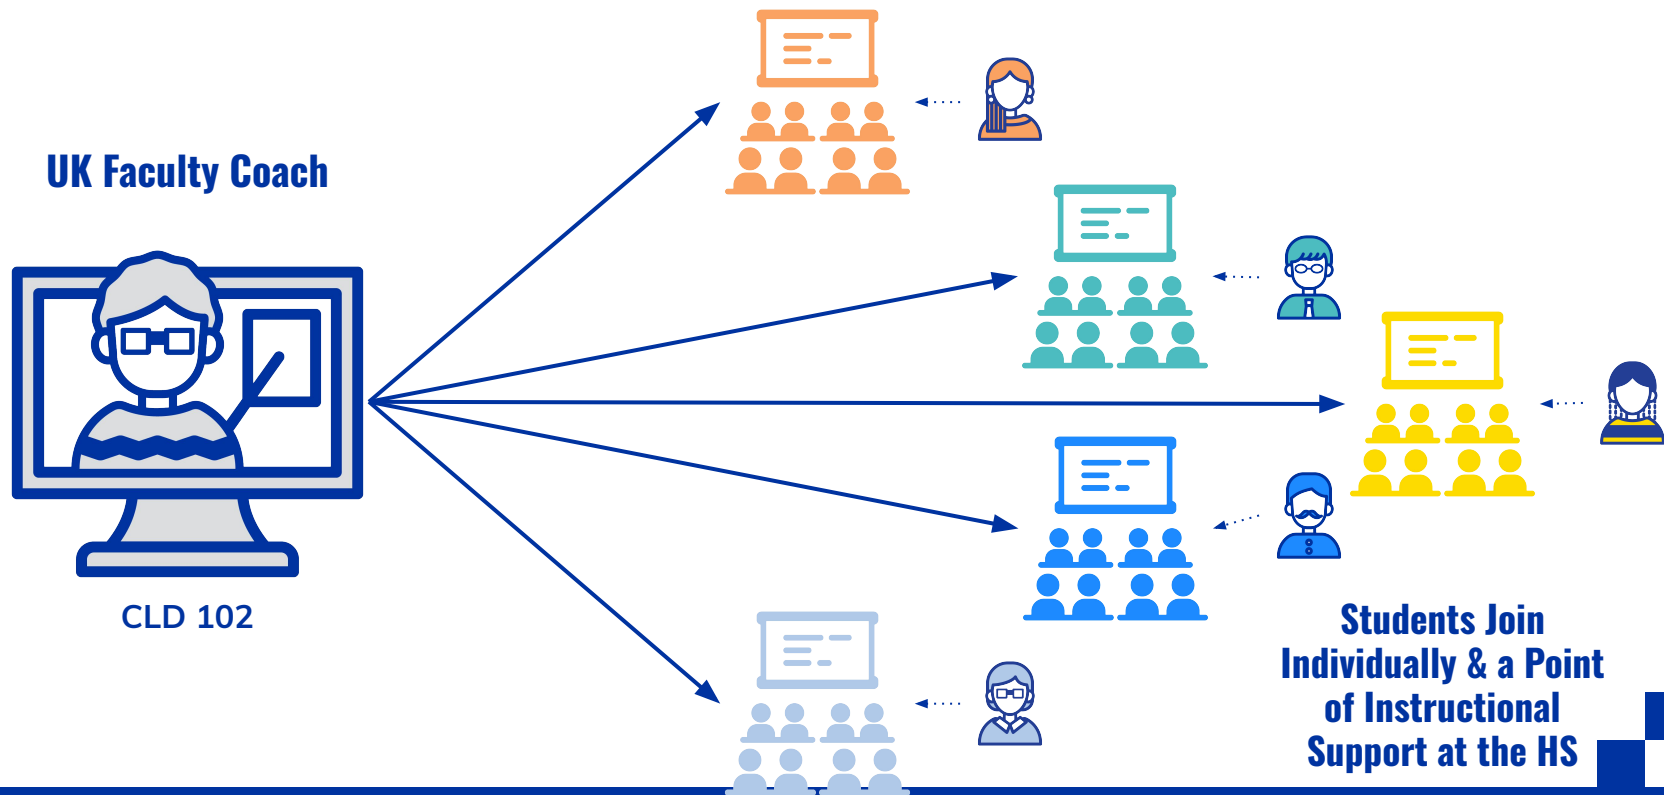 UK Faculty Coach
CLD 102
Students Join
Individually & a Point
of Instructional
Support at the HS